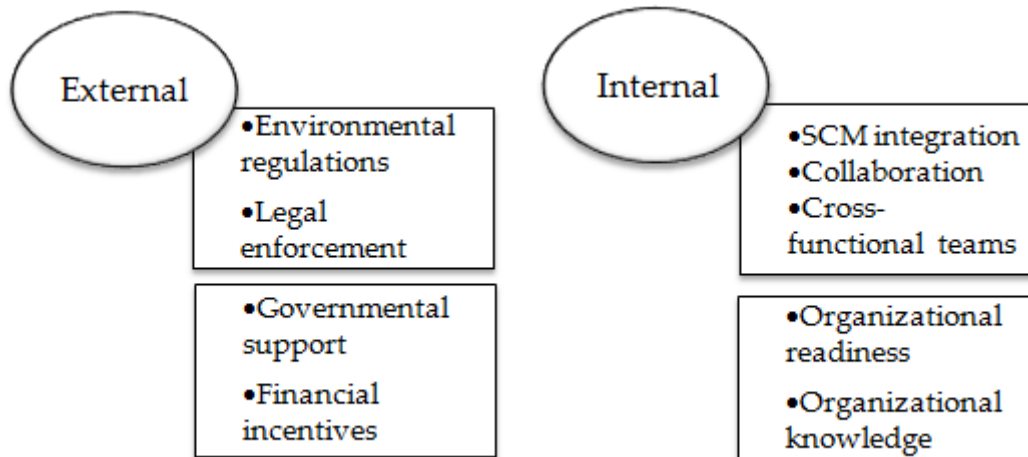 External
•Environmental
regulations
•Legal
enforcement
•Governmental
support
•Financial
incentives
Internal
•SCM integration
•Collaboration
•Cross-
functional teams
•Organizational
readiness
•Organizational
knowledge